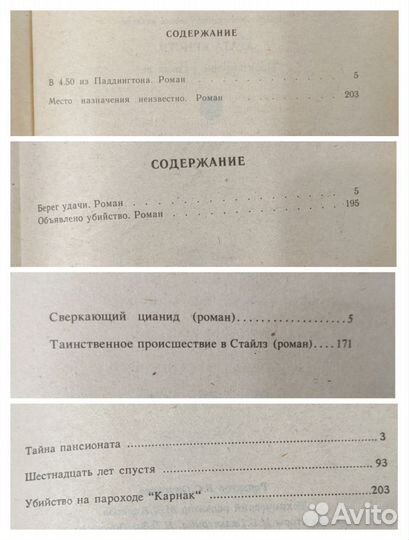 СОДЕРЖАНИЕ
В 4.50 из Паддингтона. Роман . . . . . . . . . . 5
Место назначения неизвестно. Роман . . . . . . . 203
СОДЕРЖАНИЕ
Берег удачи. Роман . . . . . . . . . . . . . 5
Объявлено убийство. Роман . . . . . . . . . . 195
Сверкающий цианид (роман)..................5
Таинственное происшествие в Стайлз (роман)....171
Тайна пансионата . . . . . . . . . . . . . 3
Шестнадцать лет спустя . . . . . . . . . . . 93
Убийство на пароходе "Карнак" . . . . . . . . 203
Avito